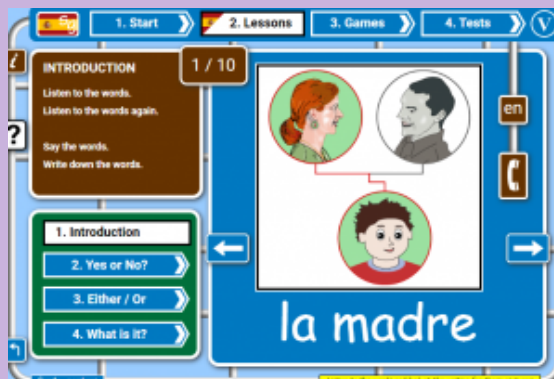 1. Start
2. Lessons
3. Games
4. Tests
V
i
INTRODUCTION
1 / 10
Listen to the words.
Listen to the words again.
Say the words.
Write down the words.
?
en
1. Introduction
2. Yes or No?
3. Either / Or
4. What is it?
la madre